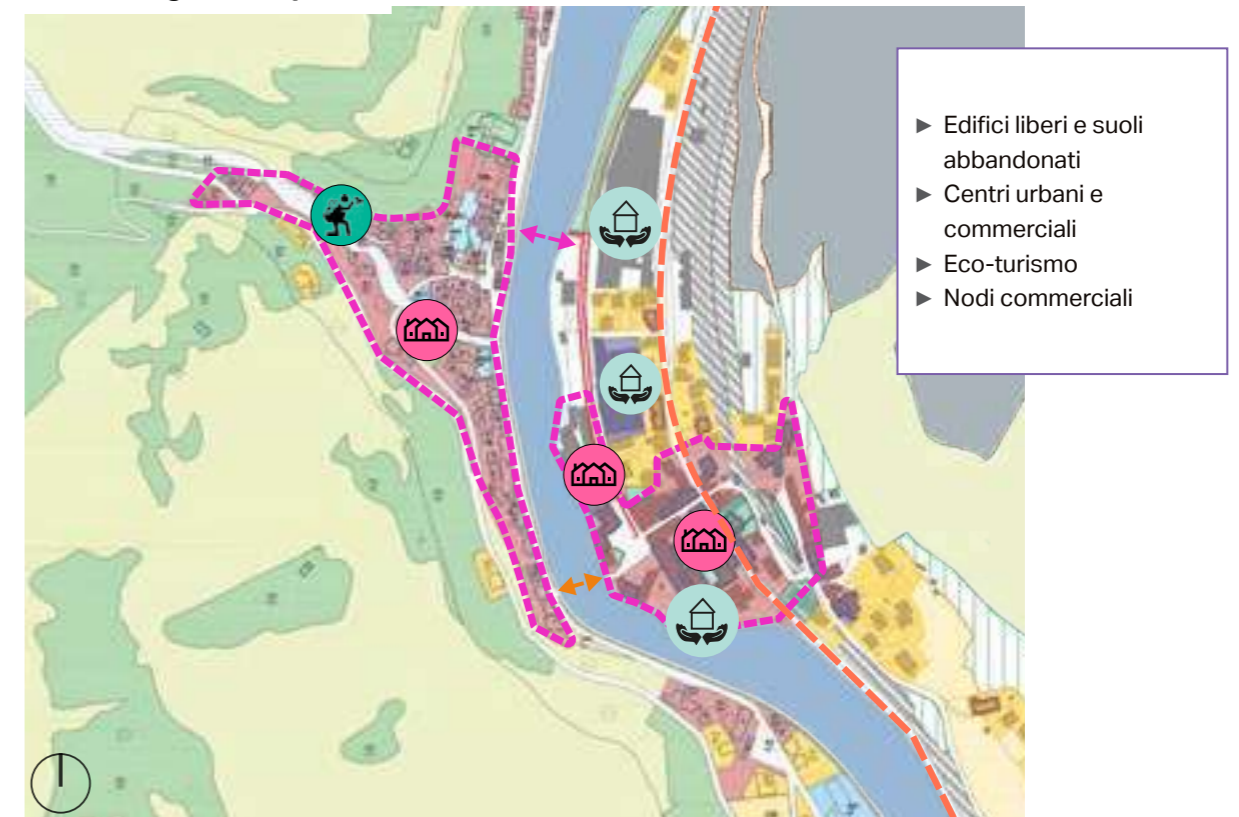 ► Edifici liberi e suoli
abbandonati
► Centri urbani e
commerciali
► Eco-turismo
► Nodi commerciali